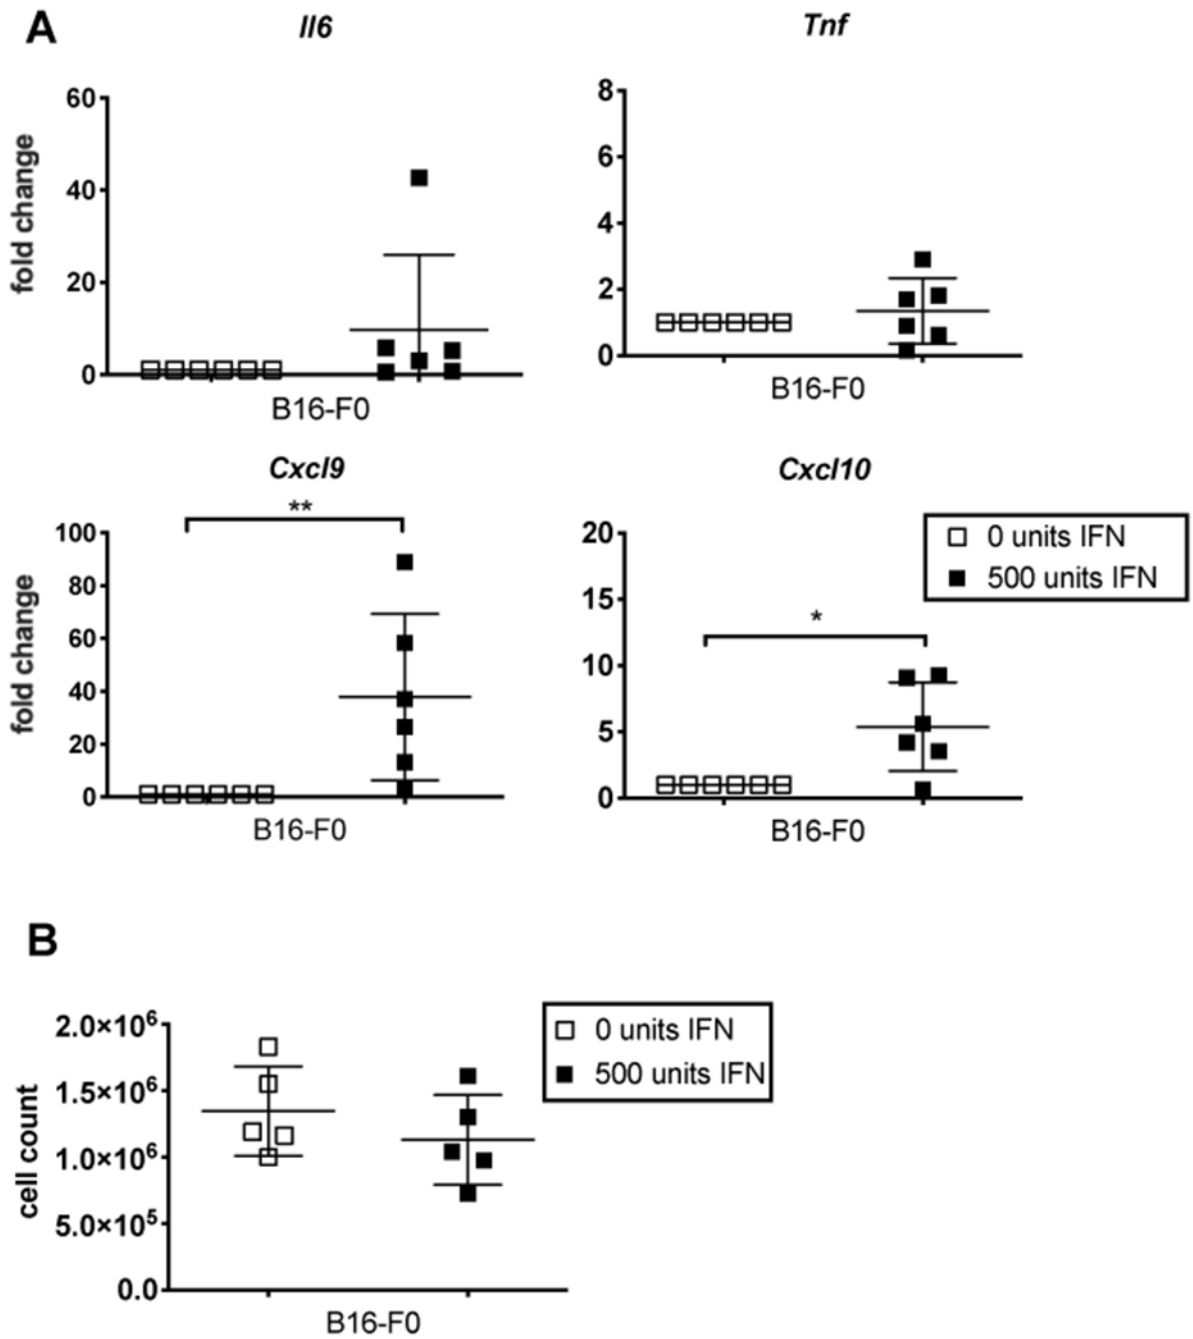 A
Il6
Tnf
fold change
60
40
20
0
B16-F0
8
6
4
2
0
B16-F0
Cxcl9
Cxcl10
fold change
**
100
80
60
40
20
0
B16-F0
*
20
15
10
5
0
B16-F0
0 units IFN
500 units IFN
B
cell count
2.0×10⁶
1.5×10⁶
1.0×10⁶
5.0×10⁵
0.0
B16-F0
0 units IFN
500 units IFN